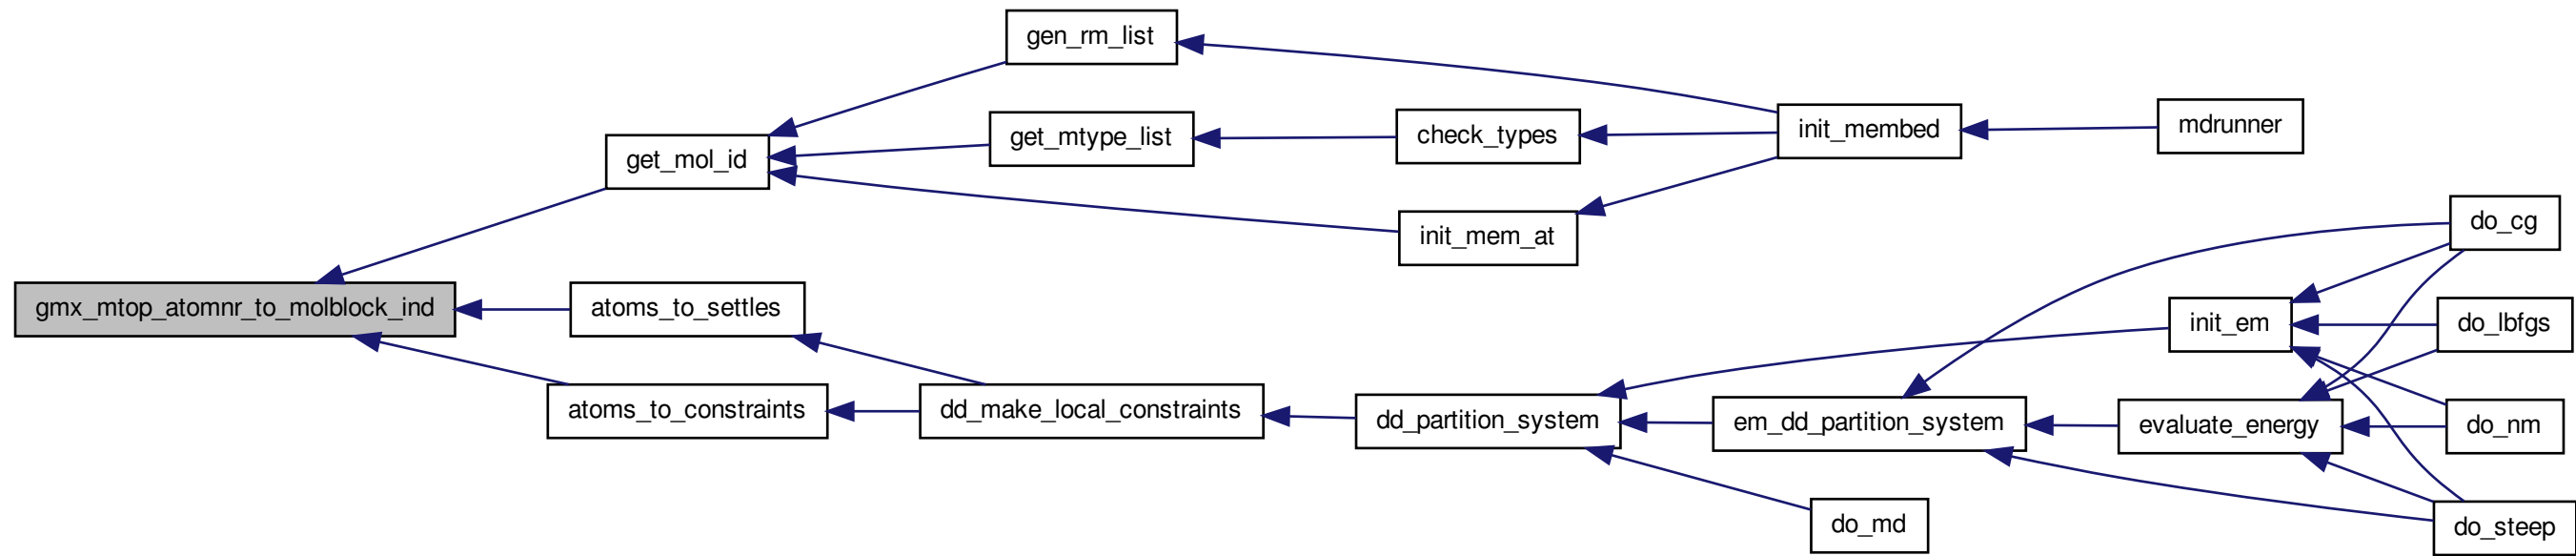 gen_rm_list
get_mtype_list
check_types
init_membed
mdrunner
get_mol_id
init_mem_at
do_cg
gmx_mtop_atomnr_to_molblock_ind
atoms_to_settles
init_em
do_lbfgs
atoms_to_constraints
dd_make_local_constraints
dd_partition_system
em_dd_partition_system
evaluate_energy
do_nm
do_md
do_steep